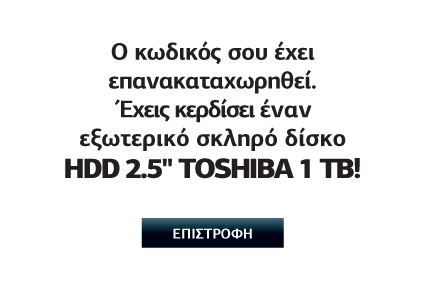 Ο κωδικός σου έχει
επανακαταχωρηθεί.
Έχεις κερδίσει έναν
εξωτερικό σκληρό δίσκο
HDD 2.5" TOSHIBA 1 TB!
ΕΠΙΣΤΡΟΦΗ